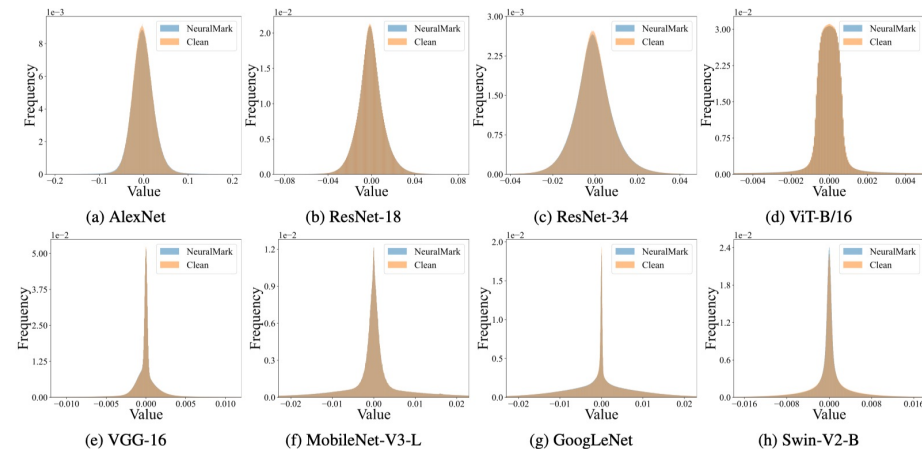 1e−3
8
6
4
2
0
Frequency
−0.2 −0.1 0.0 0.1 0.2
Value
NeuralMark
Clean
(a) AlexNet
1e−2
2.0
1.5
1.0
0.5
0.0
Frequency
−0.08 −0.04 0.00 0.04 0.08
Value
NeuralMark
Clean
(b) ResNet-18
1e−3
3.00
2.25
1.50
0.75
0.00
Frequency
−0.04 −0.02 0.00 0.02 0.04
Value
NeuralMark
Clean
(c) ResNet-34
1e−2
3.00
2.25
1.50
0.75
0.00
Frequency
−0.004 −0.002 0.000 0.002 0.004
Value
NeuralMark
Clean
(d) ViT-B/16
1e−2
5.00
3.75
2.50
1.25
0.00
Frequency
−0.010 −0.005 0.000 0.005 0.010
Value
NeuralMark
Clean
(e) VGG-16
1e−2
1.2
0.9
0.6
0.3
0.0
Frequency
−0.02 −0.01 0.00 0.01 0.02
Value
NeuralMark
Clean
(f) MobileNet-V3-L
1e−2
2.0
1.5
1.0
0.5
0.0
Frequency
−0.02 −0.01 0.00 0.01 0.02
Value
NeuralMark
Clean
(g) GoogLeNet
1e−2
2.4
1.8
1.2
0.6
0.0
Frequency
−0.016 −0.008 0.000 0.008 0.016
Value
NeuralMark
Clean
(h) Swin-V2-B